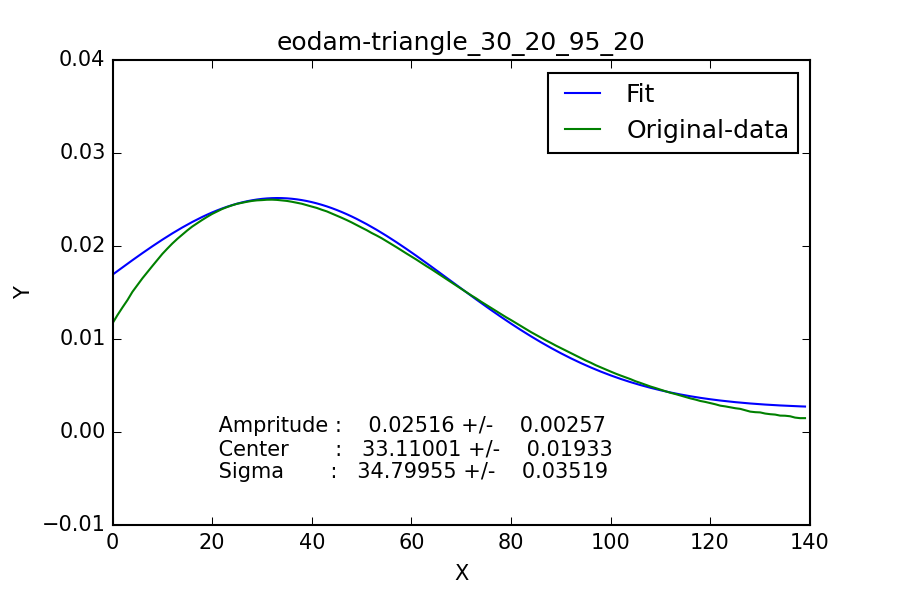 eodam-triangle_30_20_95_20
Fit
Original-data
0.04
0.03
0.02
0.01
0.00
−0.01
Y
Ampritude : 0.02516 +/- 0.00257
Center : 33.11001 +/- 0.01933
Sigma : 34.79955 +/- 0.03519
0 20 40 60 80 100 120 140
X